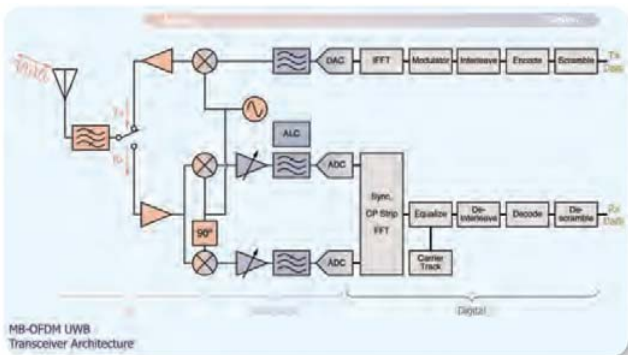 DAC
IFFT
Modulator
Interleave
Encode
Scramble
Tx
Data
Tx
Rx
ALC
ADC
Sync,
CP Strip
FFT
Equalize
De-
Interleave
Decode
De-
scramble
Rx
Data
90°
Carrier
Track
ADC
Digital
MB-OFDM UWB
Transceiver Architecture